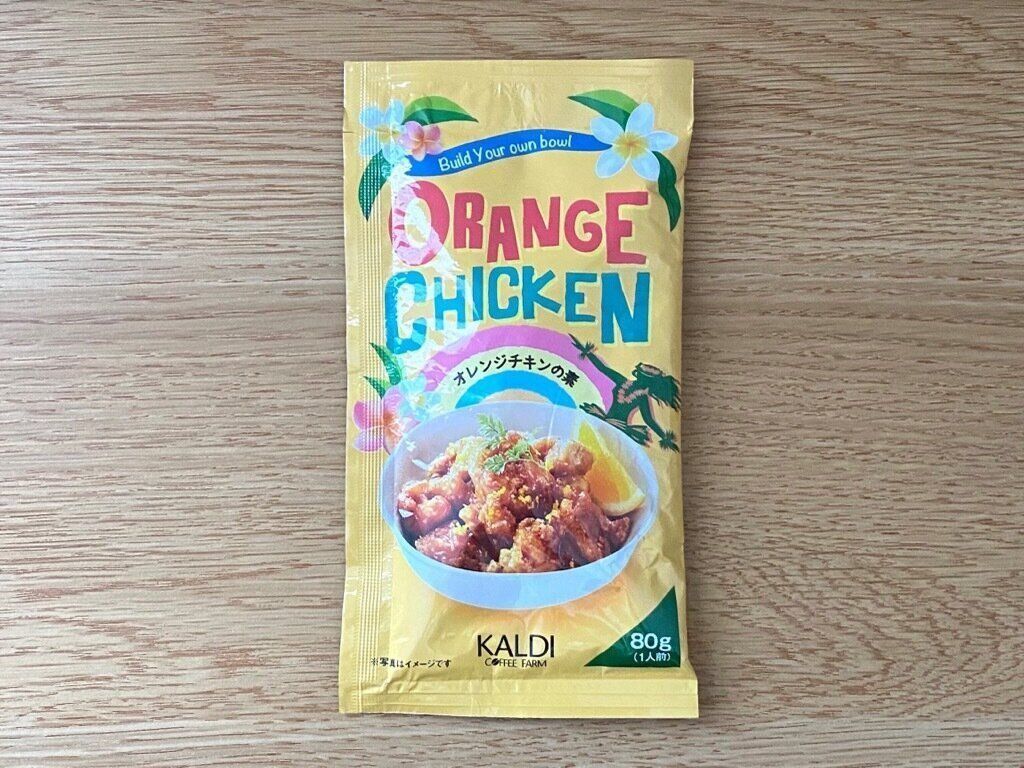 Build Your own bowl
ORANGE
CHICKEN
オレンジチキンの素
KALDI
COFFEE FARM
※写真はイメージです
80g
(1人前)